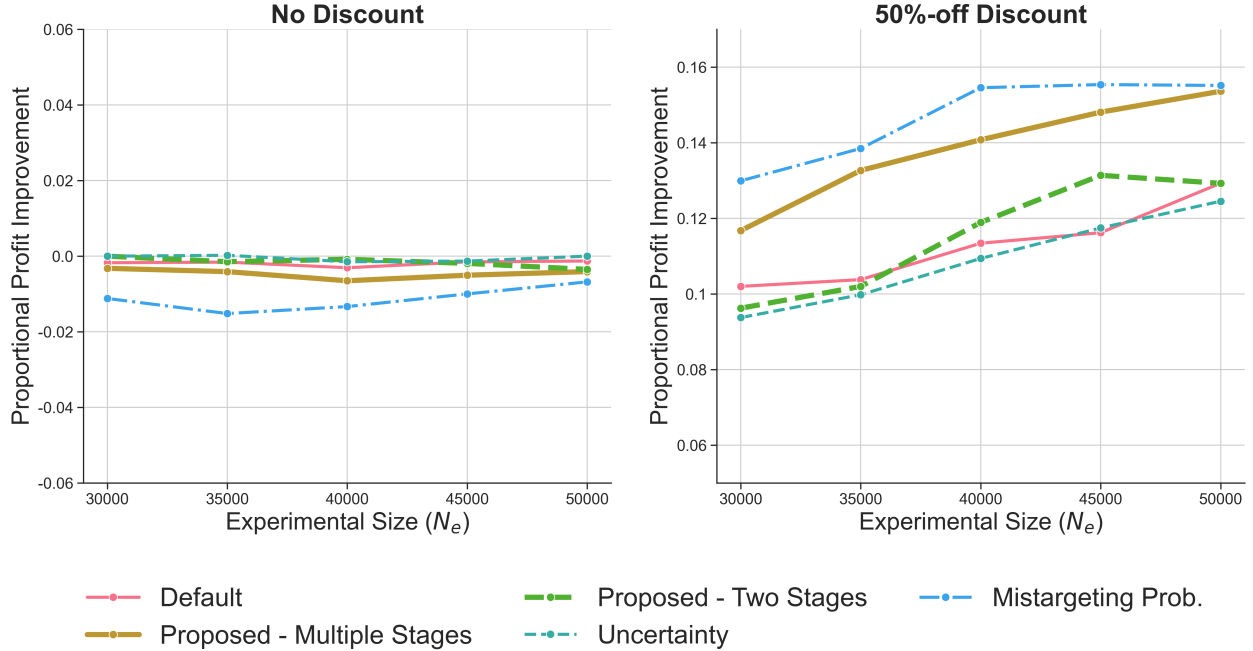 No Discount
0.06
0.04
0.02
0.0
-0.02
-0.04
-0.06
Proportional Profit Improvement
30000 35000 40000 45000 50000
Experimental Size (Nₑ)
50%-off Discount
0.16
0.14
0.12
0.1
0.08
0.06
Proportional Profit Improvement
30000 35000 40000 45000 50000
Experimental Size (Nₑ)
Default
Proposed - Multiple Stages
Proposed - Two Stages
Uncertainty
Mistargeting Prob.